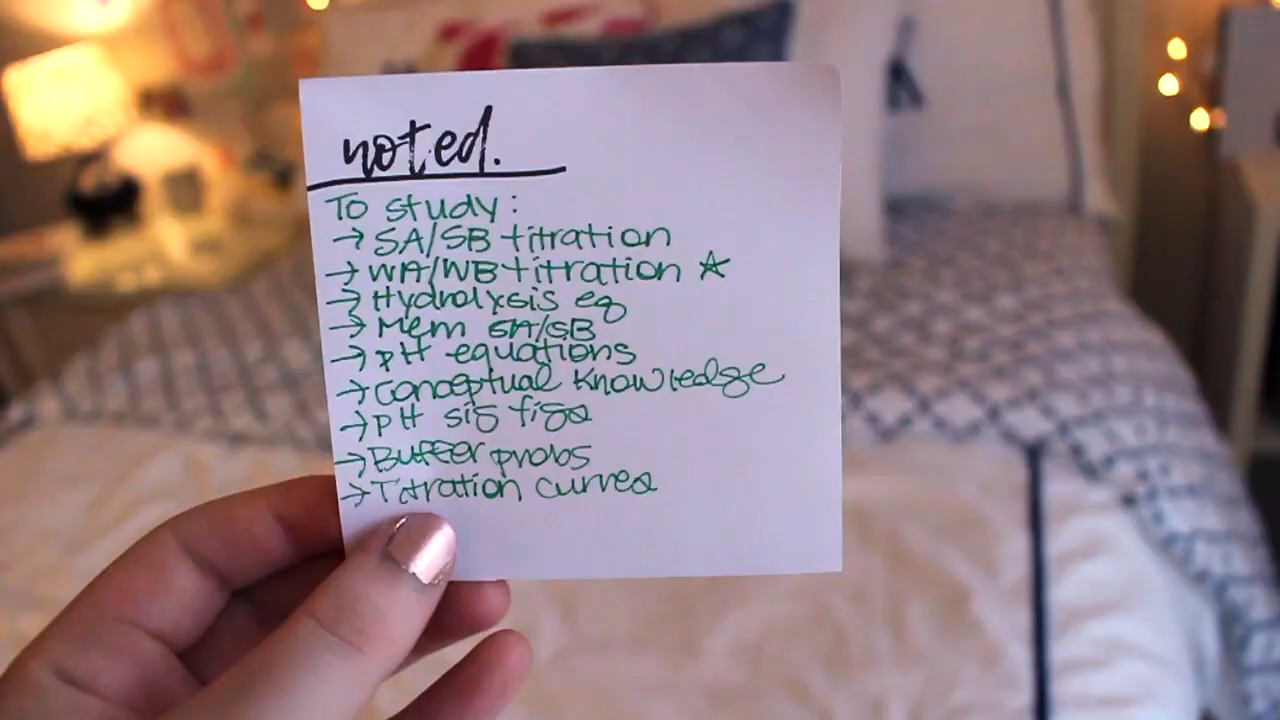 noted.
To study:
→ SA/SB titration
→ WA/WB titration ☆
→ Hydrolysis eq
→ Mem SA/SB
→ pH equations
→ Conceptual Knowledge
→ pH sig figs
→ Buffer probs
→ Titration curves